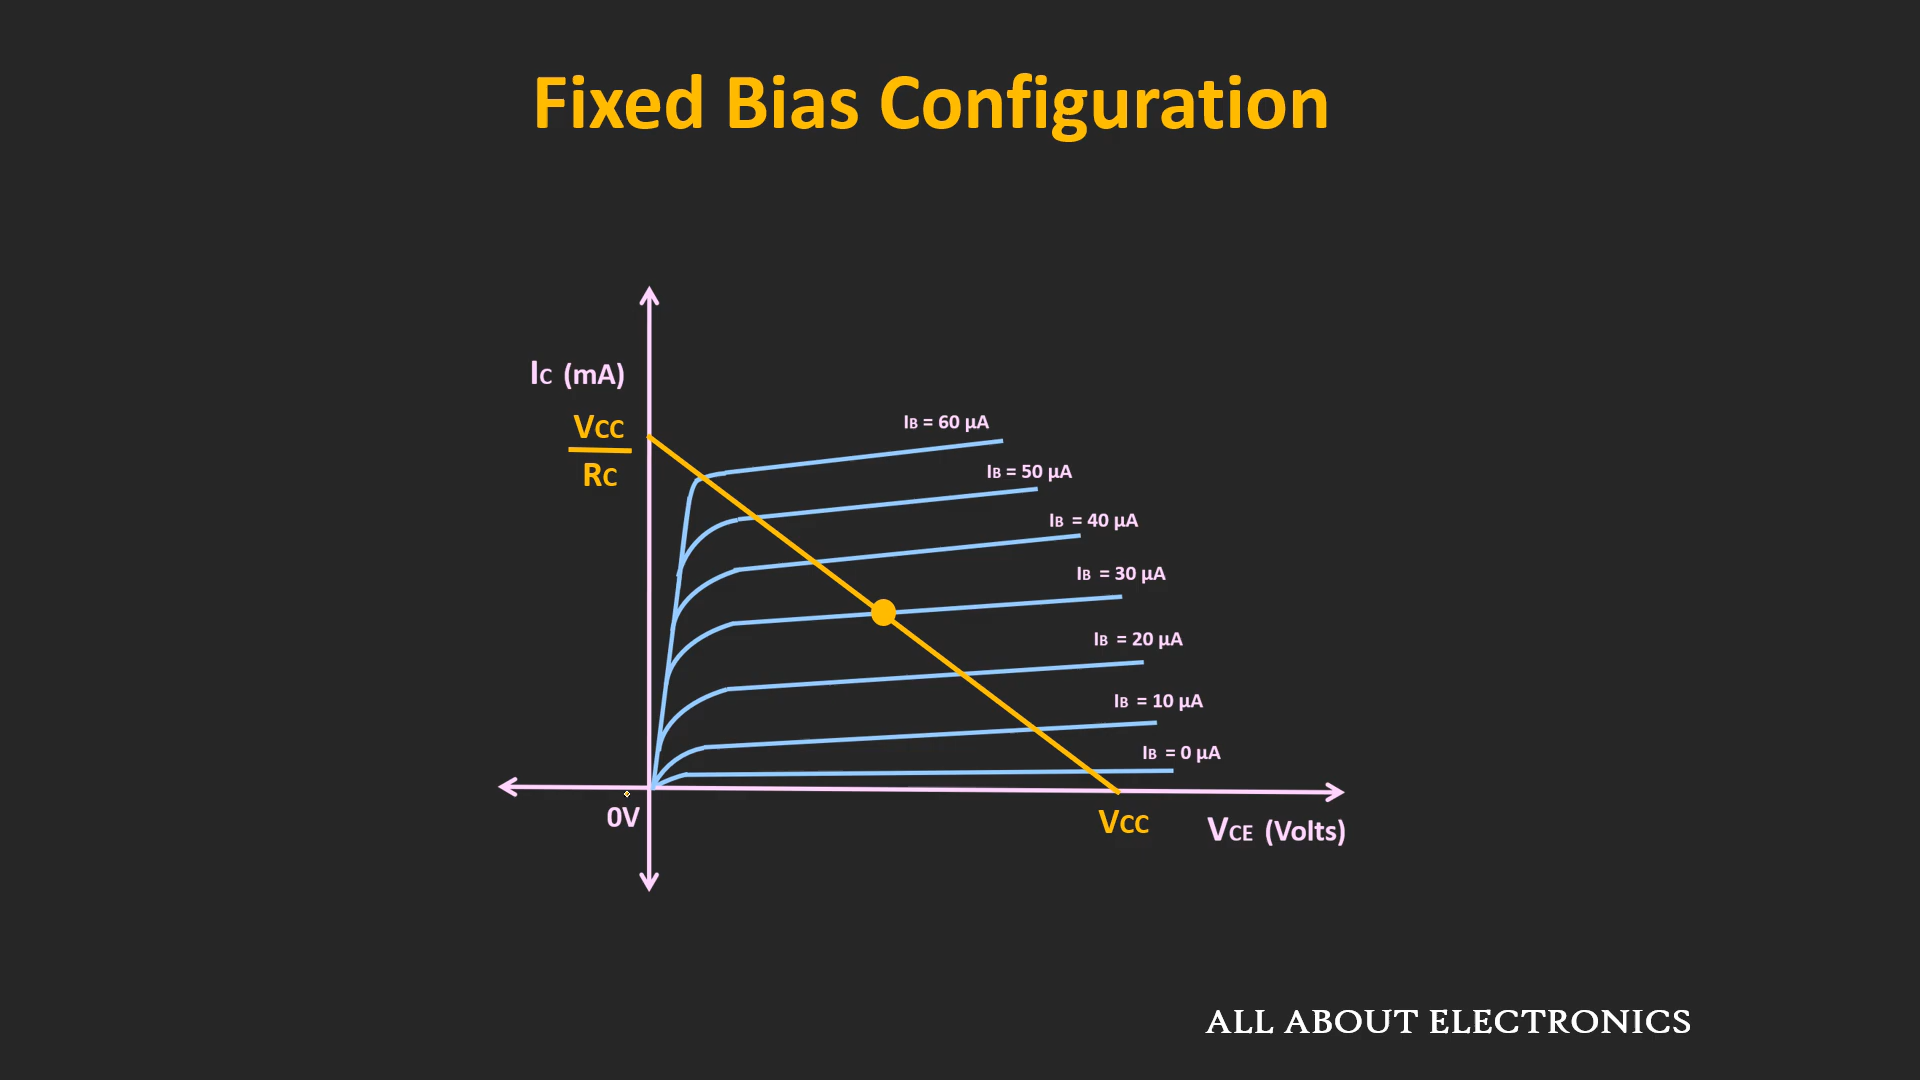 Fixed Bias Configuration
IC (mA)
VCC
RC
IB = 60 μA
IB = 50 μA
IB = 40 μA
IB = 30 μA
IB = 20 μA
IB = 10 μA
IB = 0 μA
0V
VCC
VCE (Volts)
ALL ABOUT ELECTRONICS